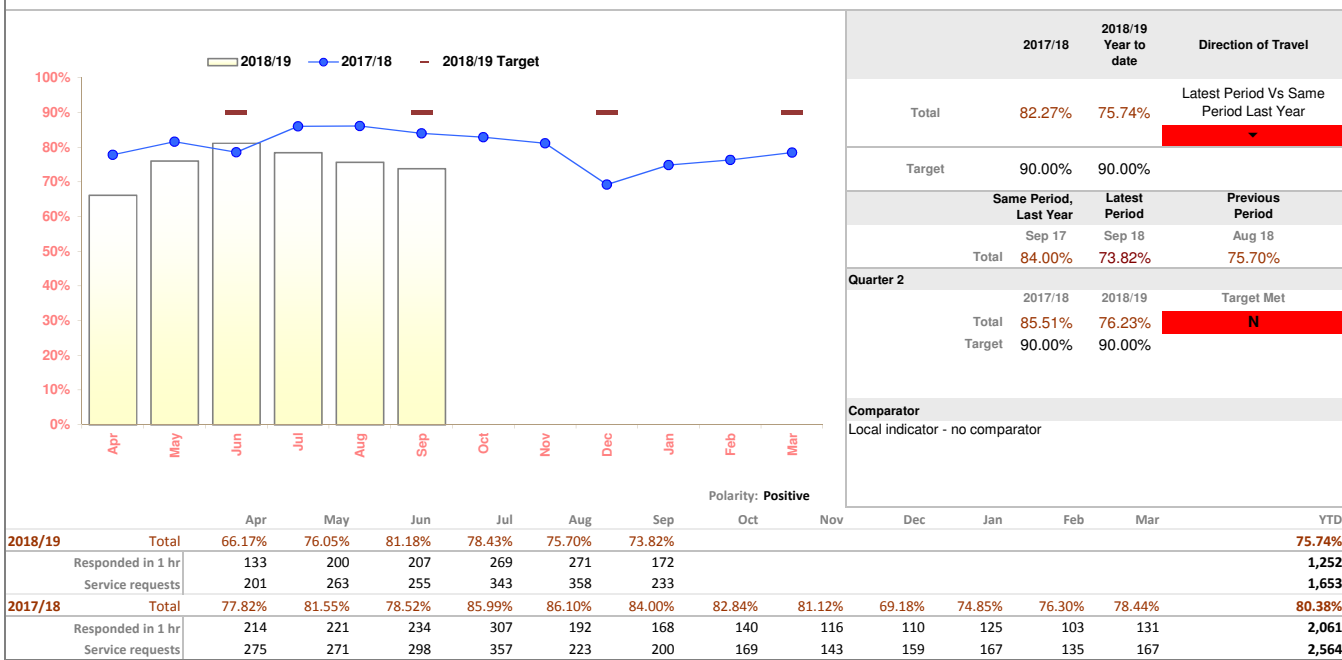 2018/19 2017/18 2018/19 Target
100%
90%
80%
70%
60%
50%
40%
30%
20%
10%
0%
Apr May Jun Jul Aug Sep Oct Nov Dec Jan Feb Mar
Polarity: Positive
2017/18 2018/19 Year to date Direction of Travel
Total 82.27% 75.74% Latest Period Vs Same Period Last Year
Target 90.00% 90.00%
Same Period, Last Year Latest Period Previous Period
Sep 17 Sep 18 Aug 18
Total 84.00% 73.82% 75.70%
Quarter 2
2017/18 2018/19 Target Met
Total 85.51% 76.23% N
Target 90.00% 90.00%
Comparator
Local indicator - no comparator
Apr May Jun Jul Aug Sep Oct Nov Dec Jan Feb Mar YTD
2018/19 Total 66.17% 76.05% 81.18% 78.43% 75.70% 73.82% 75.74%
Responded in 1 hr 133 200 207 269 271 172 1,252
Service requests 201 263 255 343 358 233 1,653
2017/18 Total 77.82% 81.55% 78.52% 85.99% 86.10% 84.00% 82.84% 81.12% 69.18% 74.85% 76.30% 78.44% 80.38%
Responded in 1 hr 214 221 234 307 192 168 140 116 110 125 103 131 2,061
Service requests 275 271 298 357 223 200 169 143 159 167 135 167 2,564